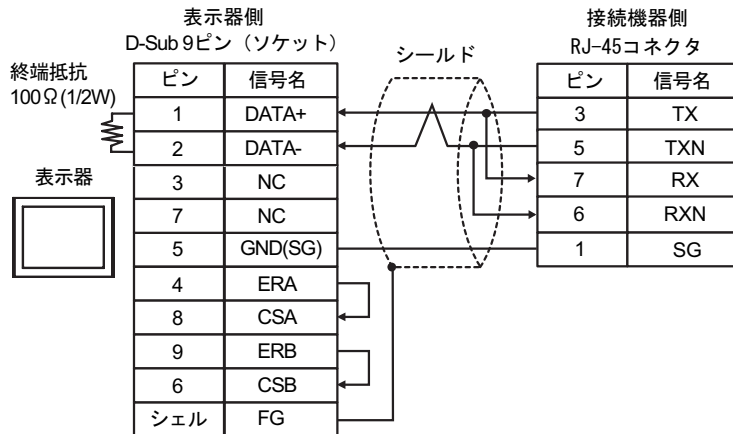 表示器側
D-Sub 9ピン（ソケット）
シールド
接続機器側
RJ-45コネクタ
終端抵抗
100Ω(1/2W)
表示器
ピン 信号名
1 DATA+
2 DATA-
3 NC
7 NC
5 GND(SG)
4 ERA
8 CSA
9 ERB
6 CSB
シェル FG
ピン 信号名
3 TX
5 TXN
7 RX
6 RXN
1 SG